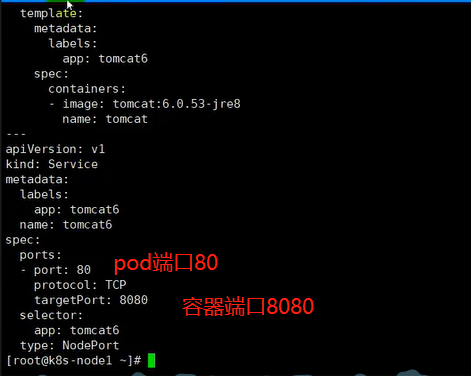 template:
metadata:
labels:
app: tomcat6
spec:
containers:
- image: tomcat:6.0.53-jre8
name: tomcat
---
apiVersion: v1
kind: Service
metadata:
labels:
app: tomcat6
name: tomcat6
spec:
ports:
- port: 80 pod端口80
protocol: TCP
targetPort: 8080 容器端口8080
selector:
app: tomcat6
type: NodePort
[root@k8s-node1 ~]#